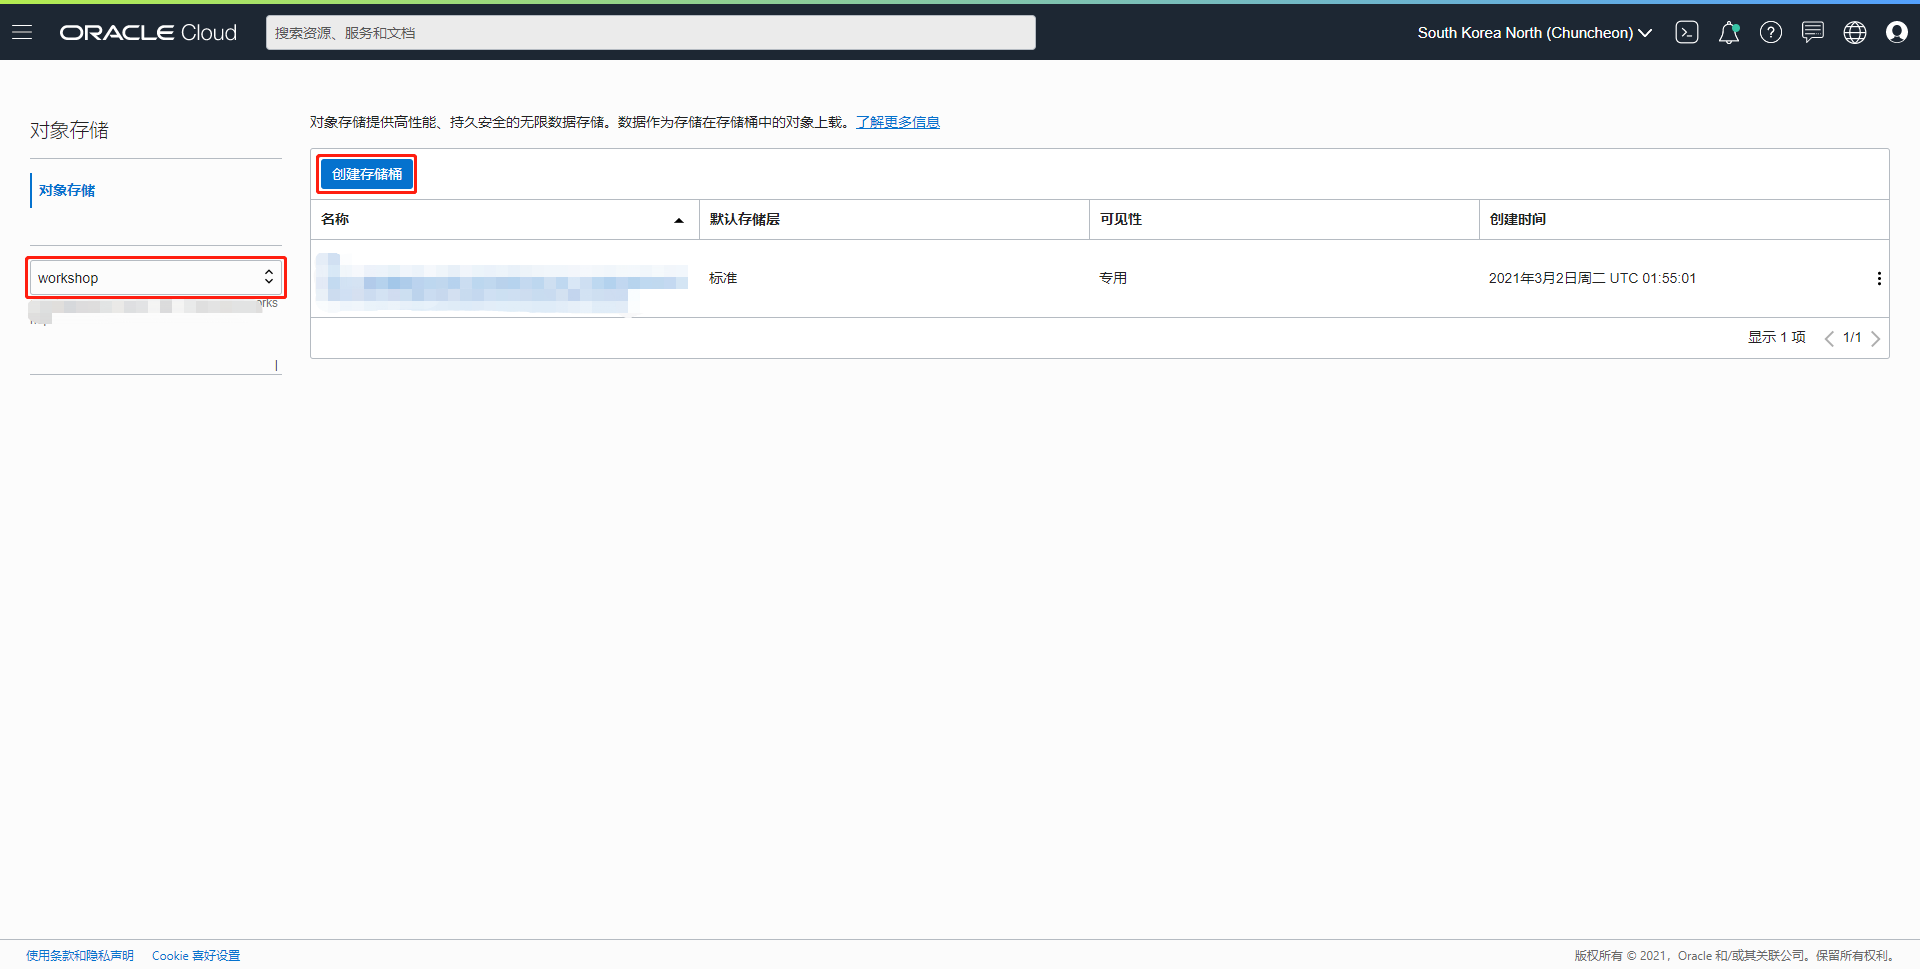 ORACLE Cloud
搜索资源、服务和文档
South Korea North (Chuncheon)
对象存储
对象存储
workshop
对象存储提供高性能、持久安全的无限数据存储。数据作为存储在存储桶中的对象上载。了解更多信息
创建存储桶
名称 默认存储层 可见性 创建时间
标准 专用 2021年3月2日周二 UTC 01:55:01
显示 1 项 1/1
使用条款和隐私声明 Cookie 喜好设置
版权所有 © 2021，Oracle 和/或其关联公司。保留所有权利。